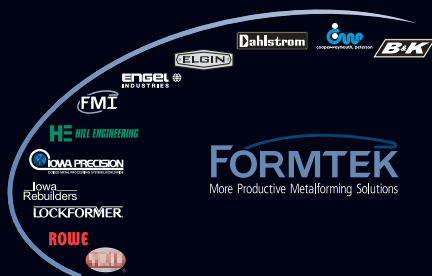 Dahlstrom
cooper-weymouth, peterson
B&K
ELGIN
ENGEL
INDUSTRIES
FMI
HE HILL ENGINEERING
IOWA PRECISION
Iowa
Rebuilders
LOCKFORMER
ROWE
FORMTEK
More Productive Metalforming Solutions